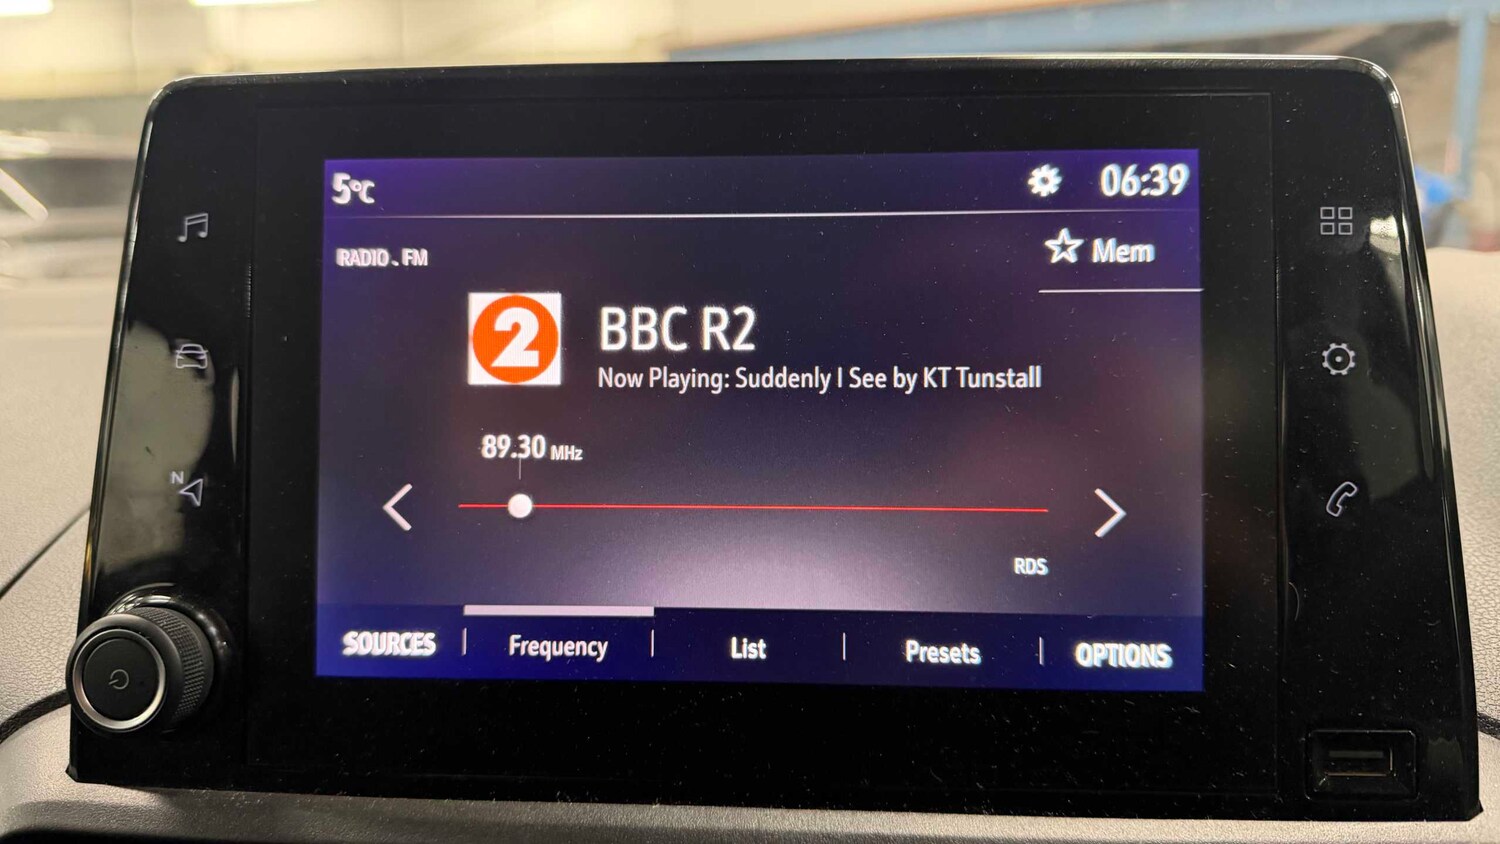 5°C
06:39
RADIO . FM
Mem
2
BBC R2
Now Playing: Suddenly I See by KT Tunstall
89.30 MHz
N
RDS
SOURCES
Frequency
List
Presets
OPTIONS